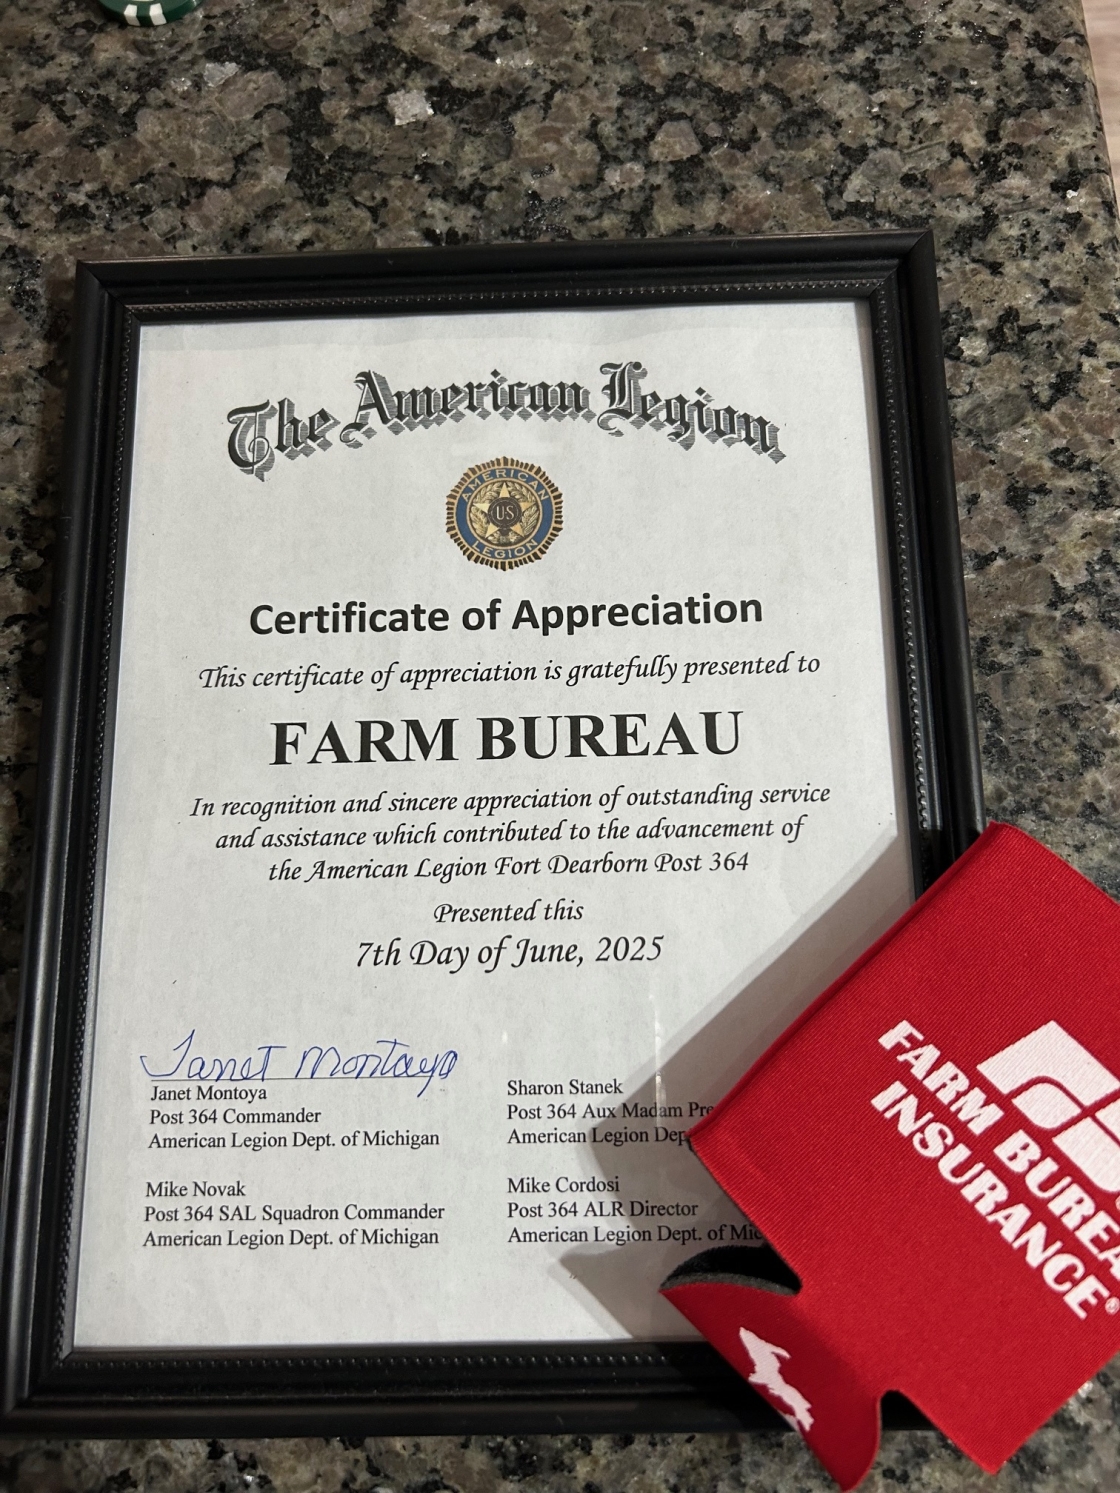 The American Legion
AMERICAN
US
LEGION
Certificate of Appreciation
This certificate of appreciation is gratefully presented to
FARM BUREAU
In recognition and sincere appreciation of outstanding service
and assistance which contributed to the advancement of
the American Legion Fort Dearborn Post 364
Presented this
7th Day of June, 2025
Janet Montoya
Janet Montoya
Post 364 Commander
American Legion Dept. of Michigan
Sharon Stanek
Post 364 Aux Madam Pre
American Legion Dep
Mike Novak
Post 364 SAL Squadron Commander
American Legion Dept. of Michigan
Mike Cordosi
Post 364 ALR Director
American Legion Dept. of Mic
FARM BUREA
INSURANCE®